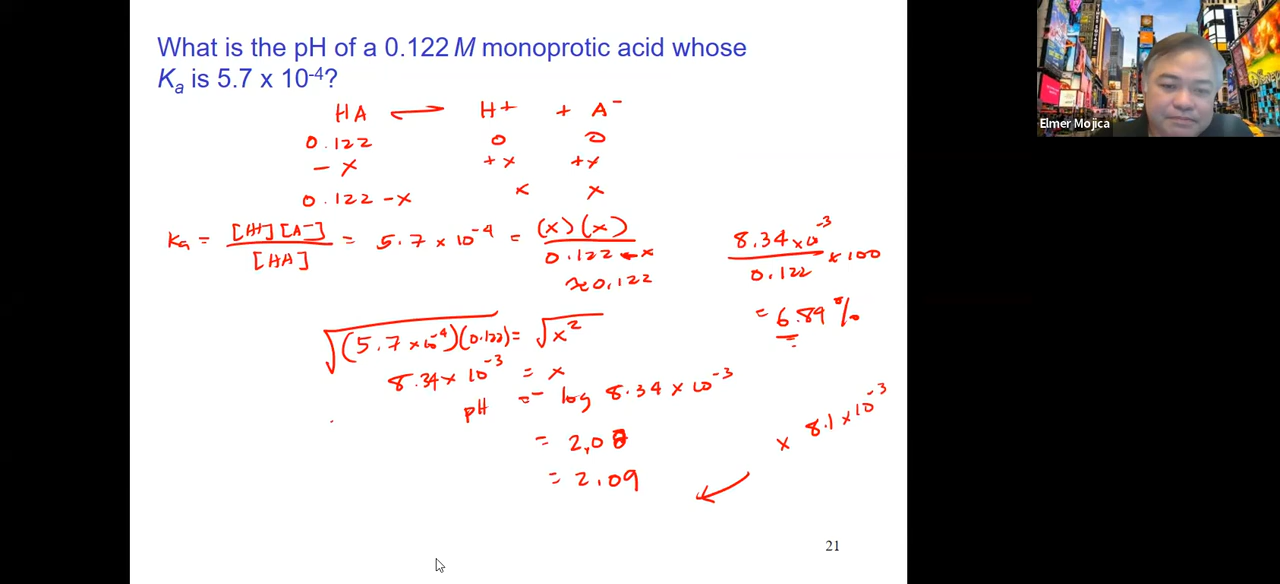 What is the pH of a 0.122 M monoprotic acid whose
Ka is 5.7 x 10-4?
HA ⇌ H+ + A⁻
0.122 0 0
- x +x +x
0.122 - x x x
Ka = [H+][A⁻] / [HA] = 5.7 x 10⁻⁴ = (x)(x) / 0.122 - x
≈ 0.122
8.34 x 10⁻³ / 0.122 x 100
= 6.89 %
√(5.7 x 10⁻⁴)(0.122) = √x²
8.34 x 10⁻³ = x
pH = - log 8.34 x 10⁻³
= 2.08
= 2.09
x 8.1 x 10⁻³
21
Elmer Mojica